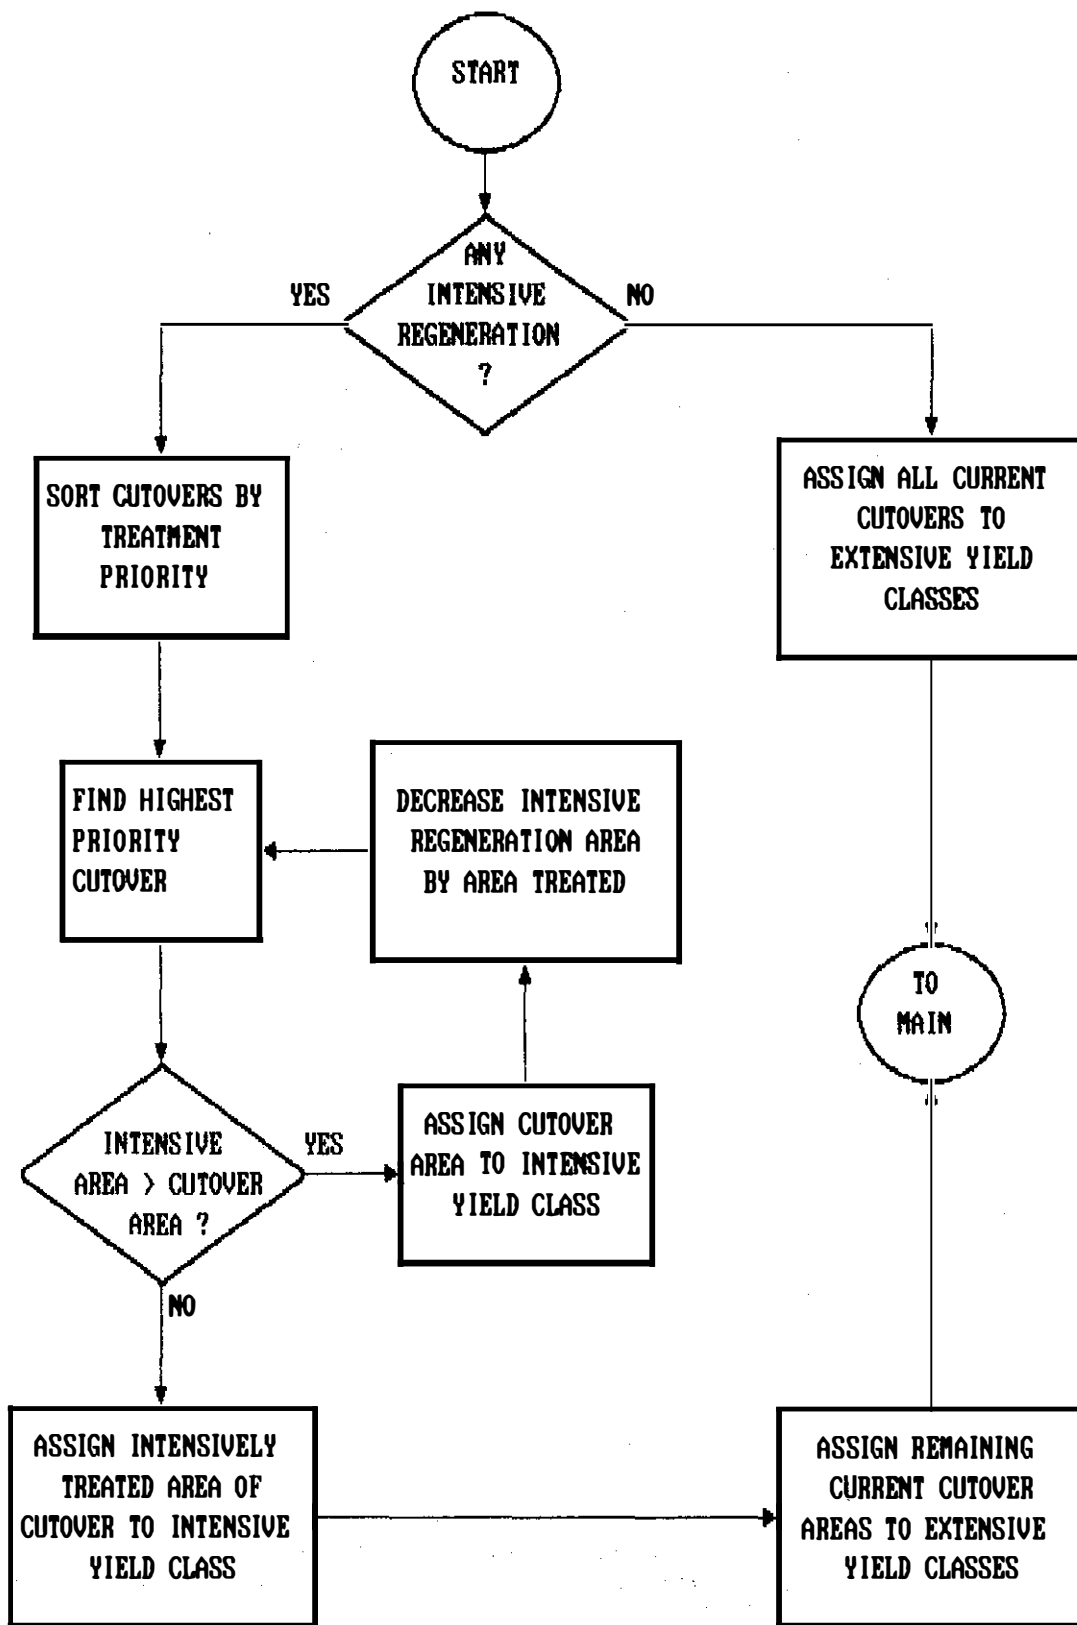 START
ANY
INTENSIVE
REGENERATION
?
YES
NO
SORT CUTOVERS BY
TREATMENT
PRIORITY
ASSIGN ALL CURRENT
CUTOVERS TO
EXTENSIVE YIELD
CLASSES
FIND HIGHEST
PRIORITY
CUTOVER
DECREASE INTENSIVE
REGENERATION AREA
BY AREA TREATED
TO
MAIN
INTENSIVE
AREA > CUTOVER
AREA ?
YES
NO
ASSIGN CUTOVER
AREA TO INTENSIVE
YIELD CLASS
ASSIGN INTENSIVELY
TREATED AREA OF
CUTOVER TO INTENSIVE
YIELD CLASS
ASSIGN REMAINING
CURRENT CUTOVER
AREAS TO EXTENSIVE
YIELD CLASSES